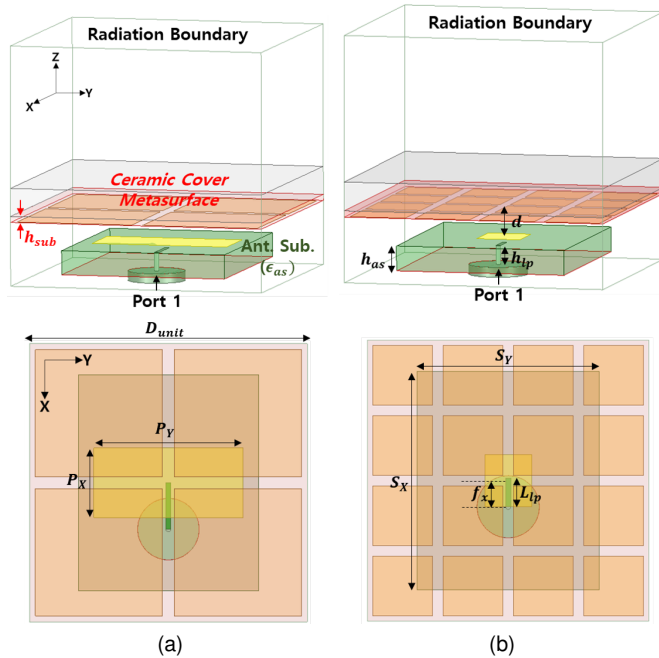 Radiation Boundary
Z
Y
X
Ceramic Cover
Metasurface
h_sub
Ant. Sub.
(ϵ_as)
Port 1
Radiation Boundary
d
h_as
h_lp
Port 1
D_unit
Y
X
P_Y
P_X
(a)
S_Y
S_X
f_x
L_lp
(b)